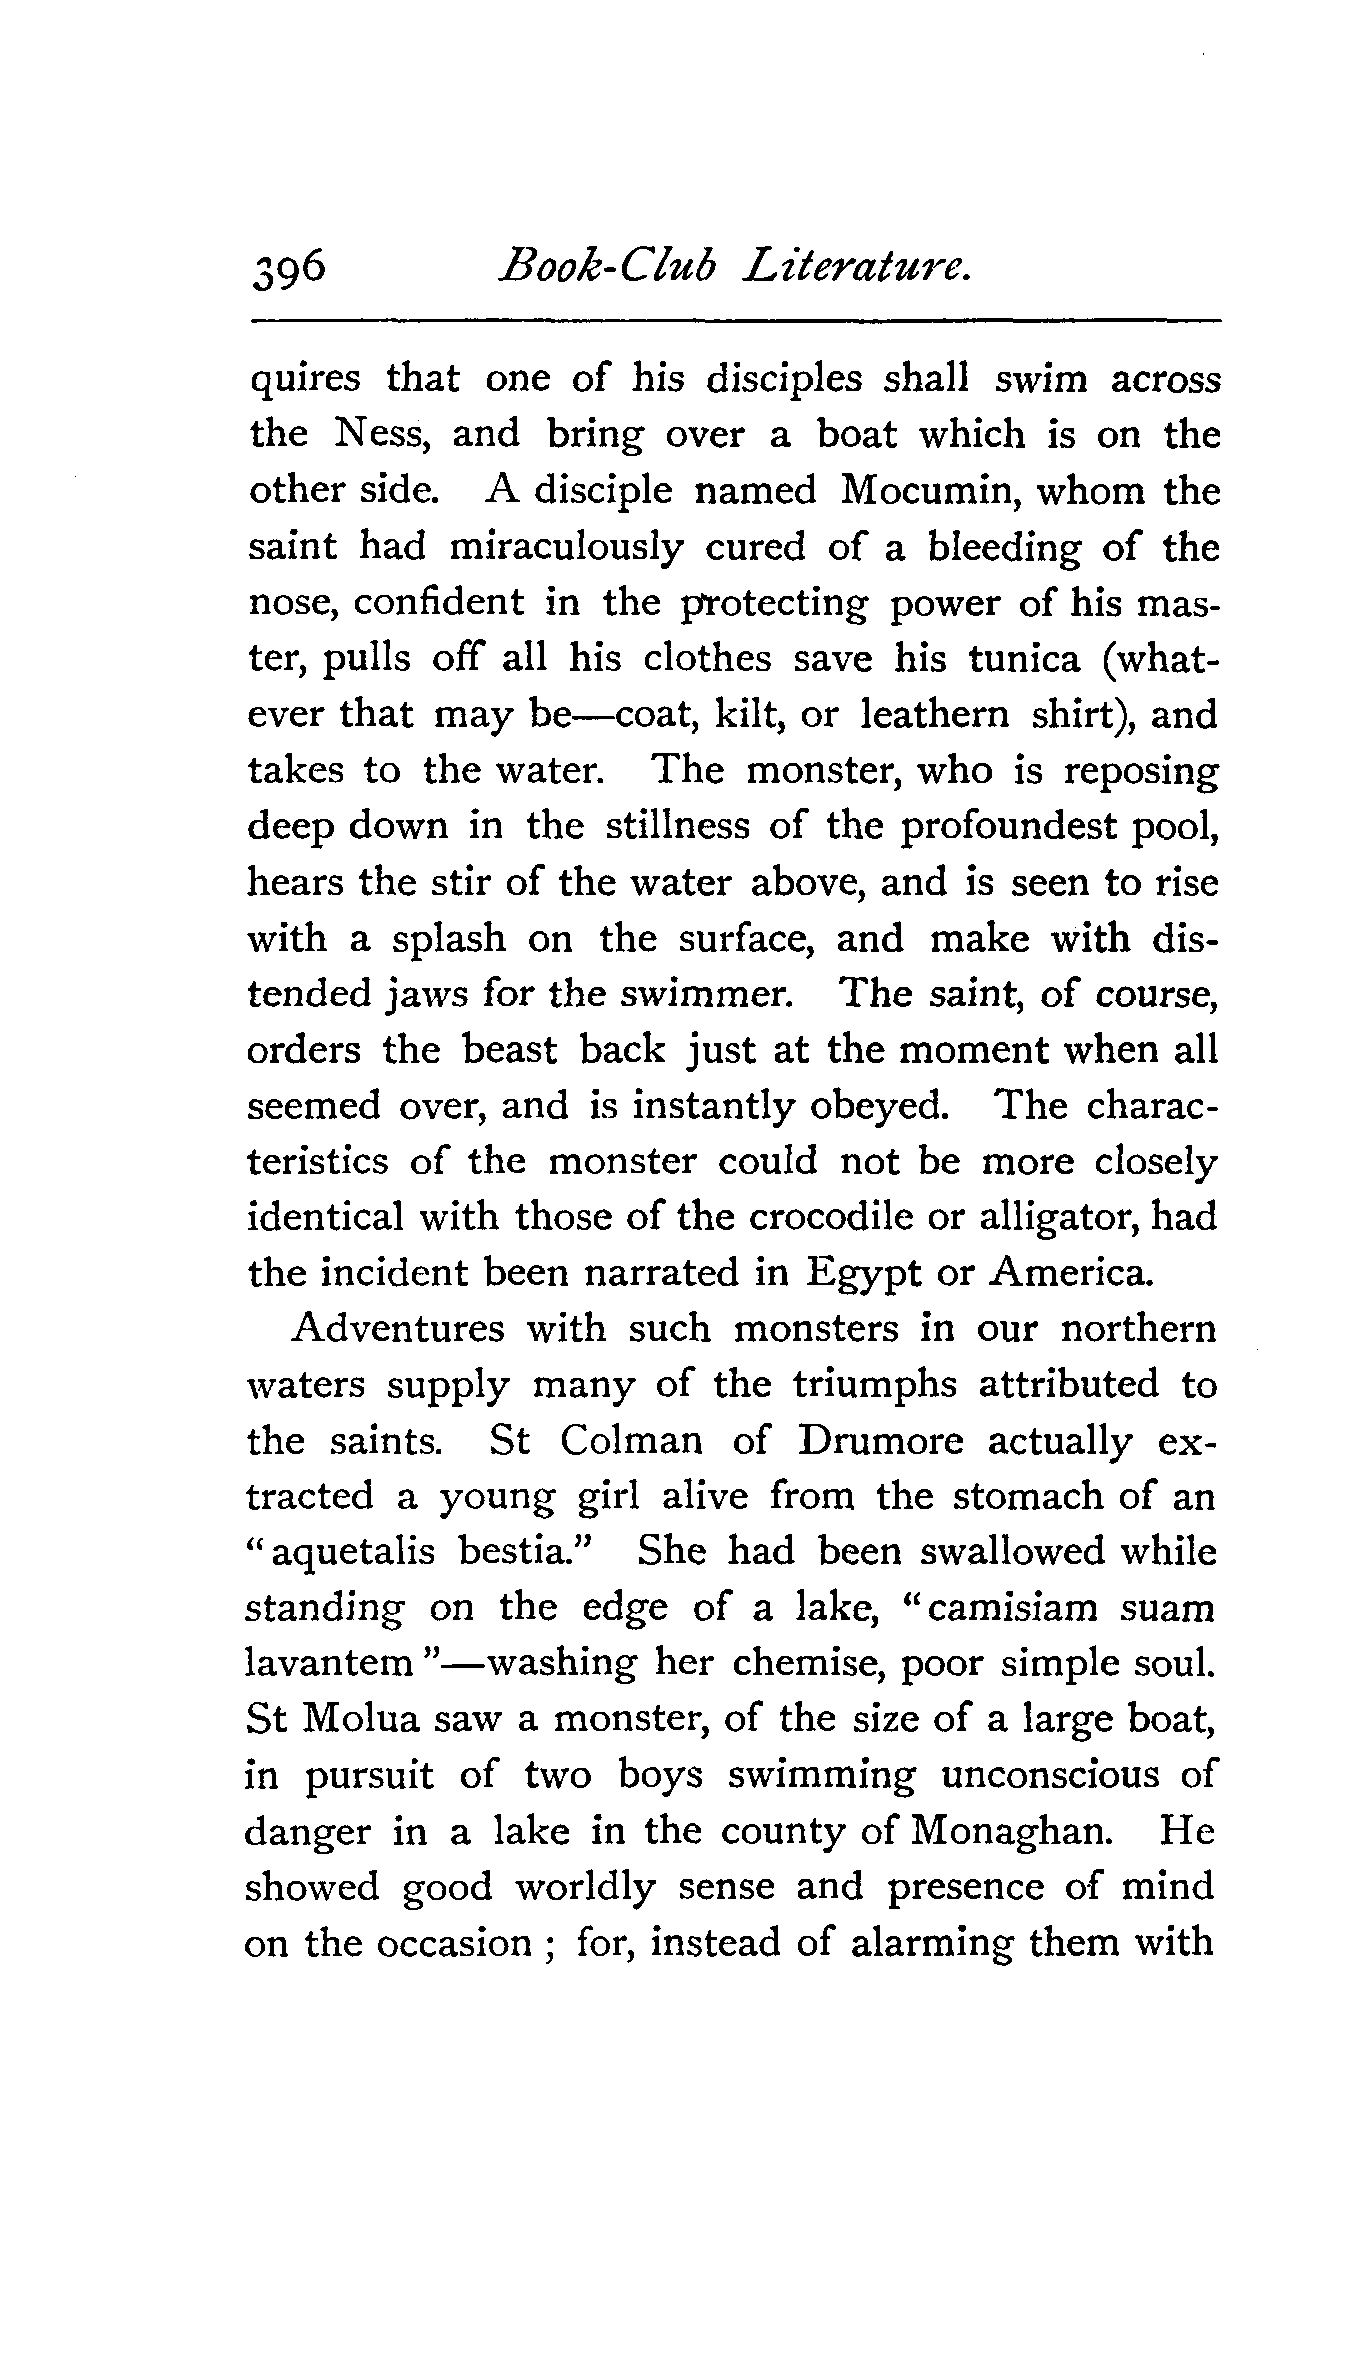 396 Book-Club Literature.
quires that one of his disciples shall swim across
the Ness, and bring over a boat which is on the
other side. A disciple named Mocumin, whom the
saint had miraculously cured of a bleeding of the
nose, confident in the protecting power of his mas-
ter, pulls off all his clothes save his tunica (what-
ever that may be—coat, kilt, or leathern shirt), and
takes to the water. The monster, who is reposing
deep down in the stillness of the profoundest pool,
hears the stir of the water above, and is seen to rise
with a splash on the surface, and make with dis-
tended jaws for the swimmer. The saint, of course,
orders the beast back just at the moment when all
seemed over, and is instantly obeyed. The charac-
teristics of the monster could not be more closely
identical with those of the crocodile or alligator, had
the incident been narrated in Egypt or America.
Adventures with such monsters in our northern
waters supply many of the triumphs attributed to
the saints. St Colman of Drumore actually ex-
tracted a young girl alive from the stomach of an
“aquetalis bestia.” She had been swallowed while
standing on the edge of a lake, “camisiam suam
lavantem”—washing her chemise, poor simple soul.
St Molua saw a monster, of the size of a large boat,
in pursuit of two boys swimming unconscious of
danger in a lake in the county of Monaghan. He
showed good worldly sense and presence of mind
on the occasion ; for, instead of alarming them with